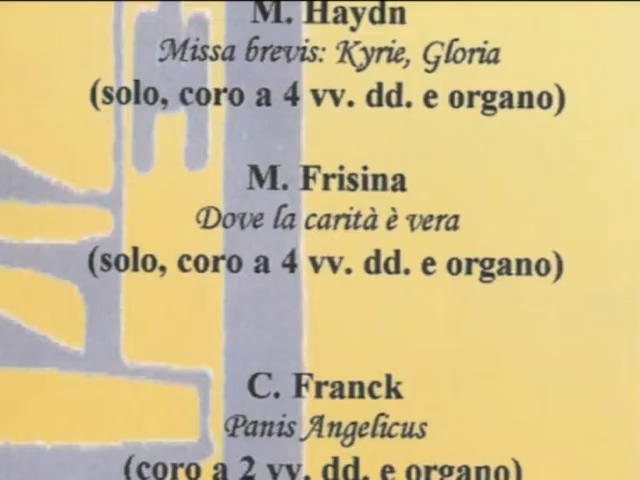 M. Haydn
Missa brevis: Kyrie, Gloria
(solo, coro a 4 vv. dd. e organo)
M. Frisina
Dove la carità è vera
(solo, coro a 4 vv. dd. e organo)
C. Franck
Panis Angelicus
(coro a 2 vv. dd. e organo)